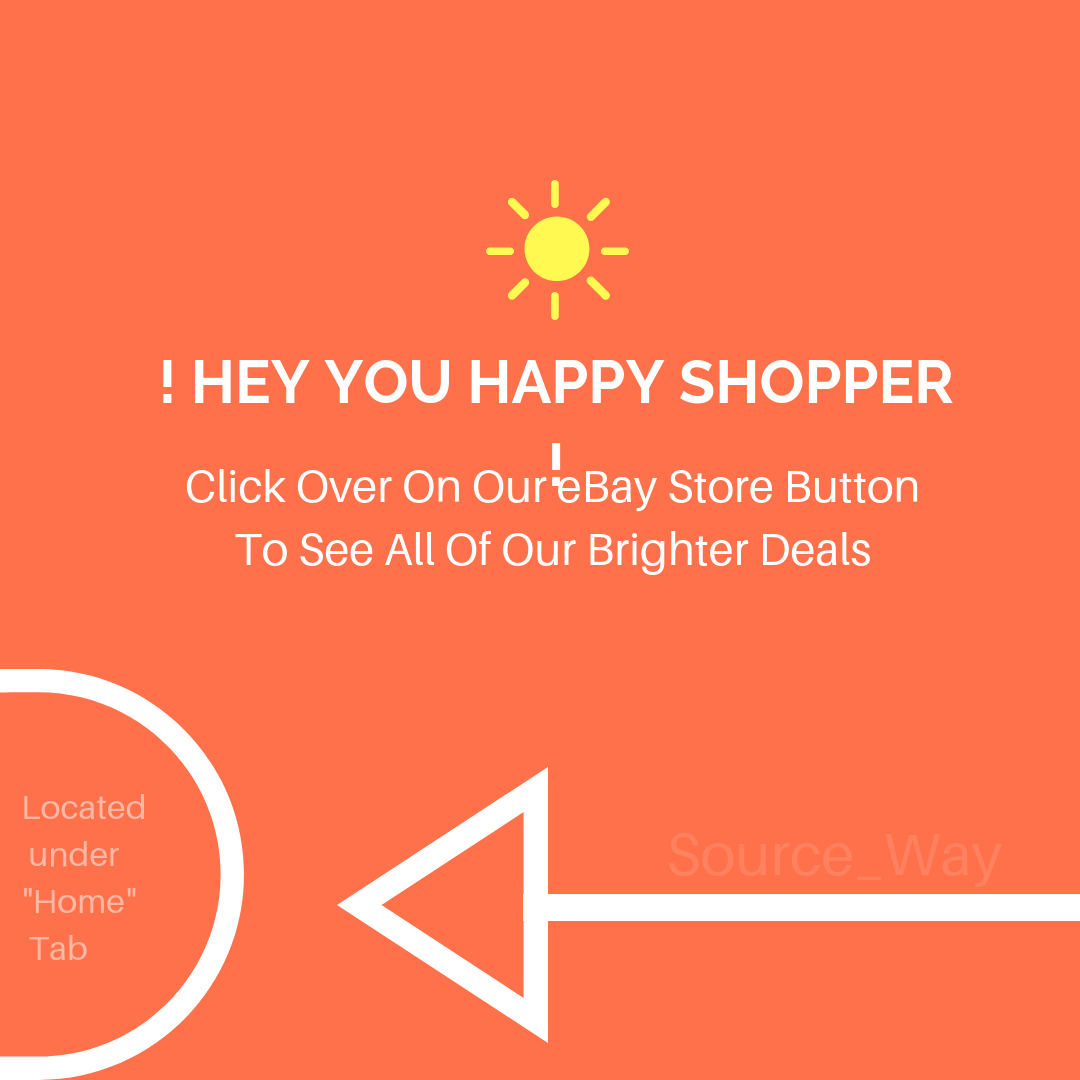 ! HEY YOU HAPPY SHOPPER
!
Click Over On Our eBay Store Button
To See All Of Our Brighter Deals
Located
under
"Home"
Tab
Source_Way